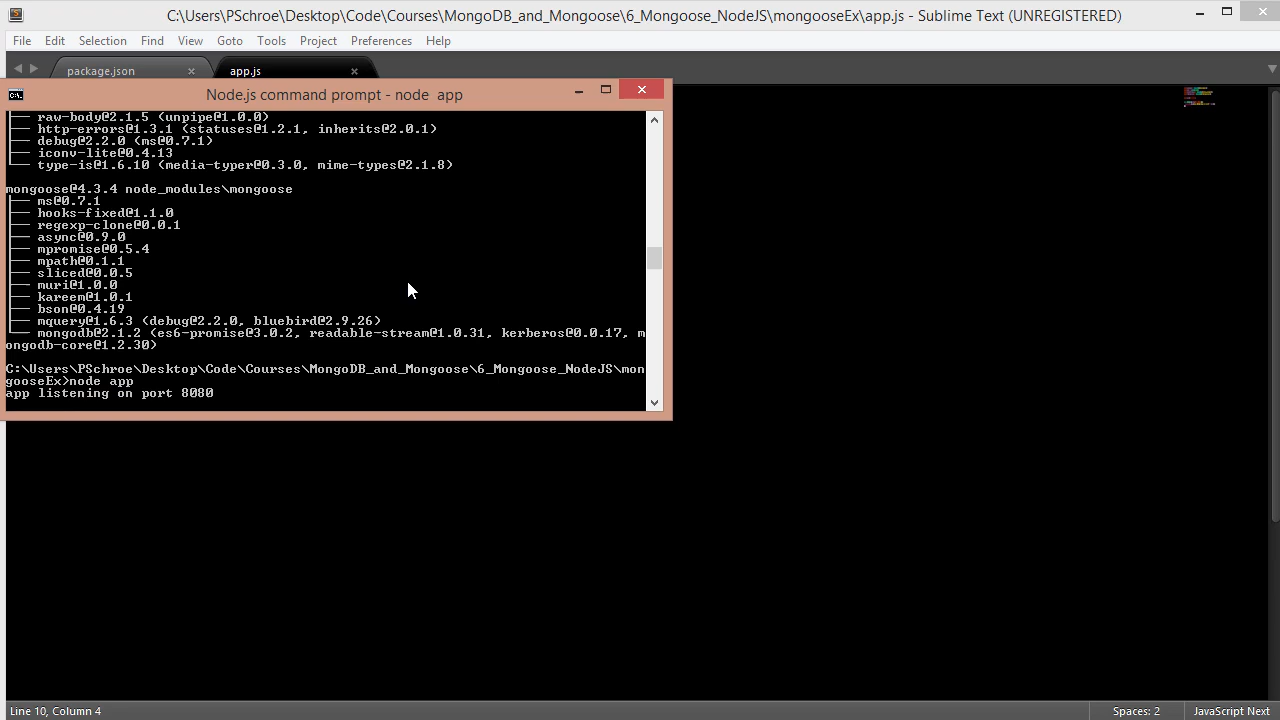 C:\Users\PSchroe\Desktop\Code\Courses\MongoDB_and_Mongoose\6_Mongoose_NodeJS\mongooseEx\app.js - Sublime Text (UNREGISTERED)
File Edit Selection Find View Goto Tools Project Preferences Help
package.json app.js
Node.js command prompt - node app
raw-body@2.1.5 (unpipe@1.0.0)
http-errors@1.3.1 (statuses@1.2.1, inherits@2.0.1)
debug@2.2.0 (ms@0.7.1)
iconv-lite@0.4.13
type-is@1.6.10 (media-typer@0.3.0, mime-types@2.1.8)
mongoose@4.3.4 node_modules\mongoose
ms@0.7.1
hooks-fixed@1.1.0
regexp-clone@0.0.1
async@0.9.0
mpromise@0.5.4
mpath@0.1.1
sliced@0.0.5
muri@1.0.0
kareem@1.0.1
bson@0.4.19
mquery@1.6.3 (debug@2.2.0, bluebird@2.9.26)
mongodb@2.1.2 (es6-promise@3.0.2, readable-stream@1.0.31, kerberos@0.0.17, m
ongodb-core@1.2.30)
C:\Users\PSchroe\Desktop\Code\Courses\MongoDB_and_Mongoose\6_Mongoose_NodeJS\mon
gooseEx>node app
app listening on port 8080
Line 10, Column 4
Spaces: 2
JavaScript Next